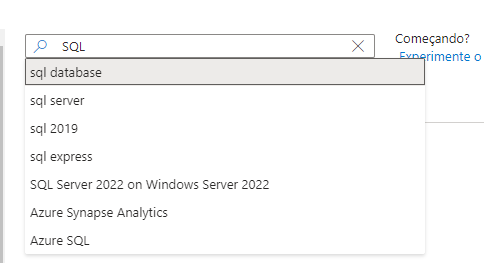 SQL
Começando?
Experimente o
sql database
sql server
sql 2019
sql express
SQL Server 2022 on Windows Server 2022
Azure Synapse Analytics
Azure SQL